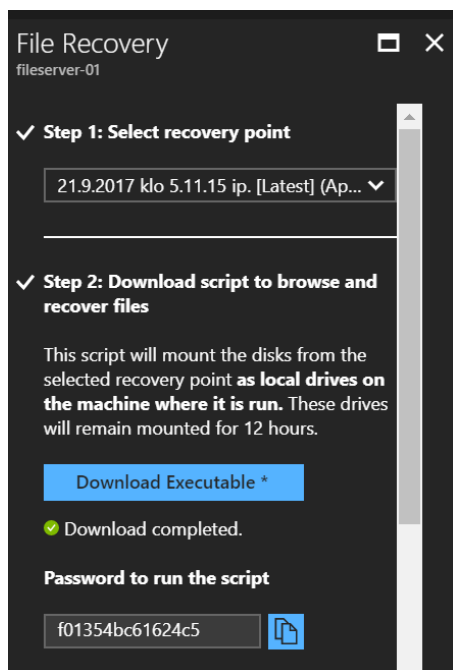 File Recovery
fileserver-01
Step 1: Select recovery point
21.9.2017 klo 5.11.15 ip. [Latest] (Ap...
Step 2: Download script to browse and
recover files
This script will mount the disks from the
selected recovery point as local drives on
the machine where it is run. These drives
will remain mounted for 12 hours.
Download Executable *
Download completed.
Password to run the script
f01354bc61624c5